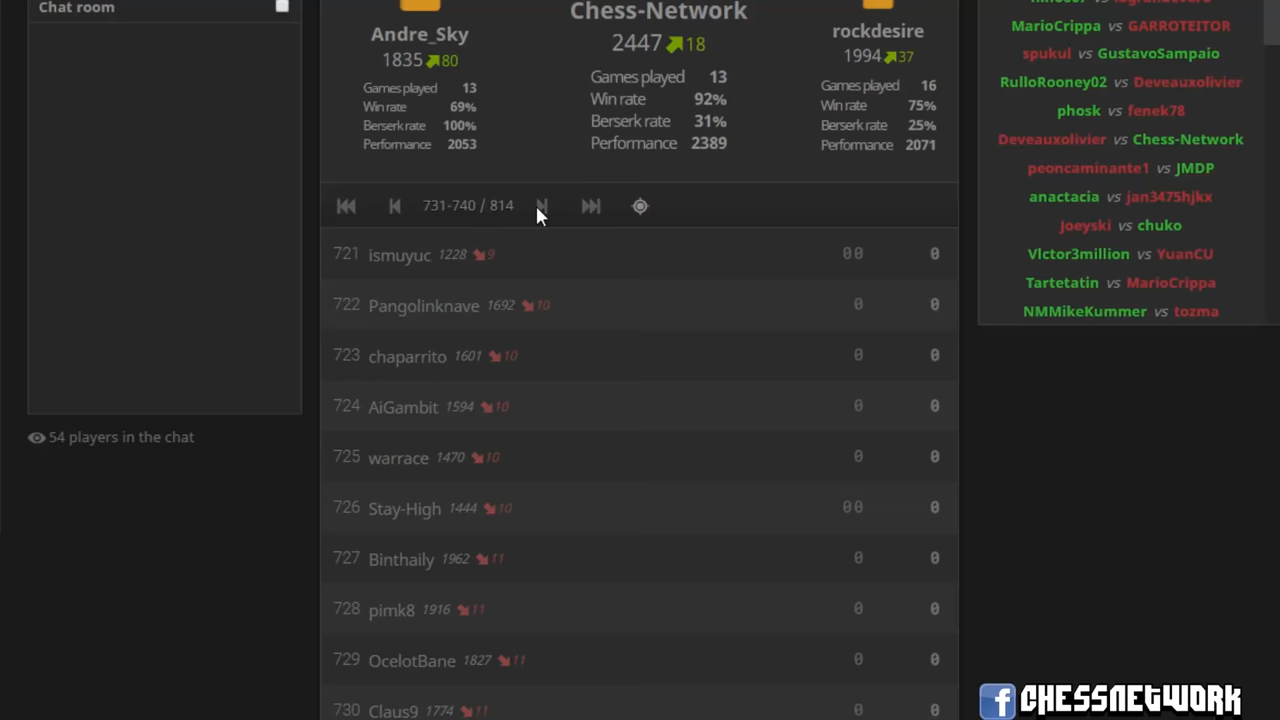 Chat room
54 players in the chat
Andre_Sky
1835 80
Games played 13
Win rate 69%
Berserk rate 100%
Performance 2053
Chess-Network
2447 18
Games played 13
Win rate 92%
Berserk rate 31%
Performance 2389
rockdesire
1994 37
Games played 16
Win rate 75%
Berserk rate 25%
Performance 2071
731-740 / 814
721 ismuyuc 1228 9 00 0
722 Pangolinknave 1692 10 0 0
723 chaparrito 1601 10 0 0
724 AiGambit 1594 10 0 0
725 warrace 1470 10 0 0
726 Stay-High 1444 10 00 0
727 Binthaily 1962 11 0 0
728 pimk8 1916 11 0 0
729 OcelotBane 1827 11 0 0
730 Claus9 1774 11
MarioCrippa vs GARROTEITOR
spukul vs GustavoSampaio
RulloRooney02 vs Deveauxolivier
phosk vs fenek78
Deveauxolivier vs Chess-Network
peoncaminante1 vs JMDP
anactacia vs jan3475hjkx
Joeyski vs chuko
Vlctor3million vs YuanCU
Tartetatin vs MarioCrippa
NMMikeKummer vs tozma
f CHESSNETWORK